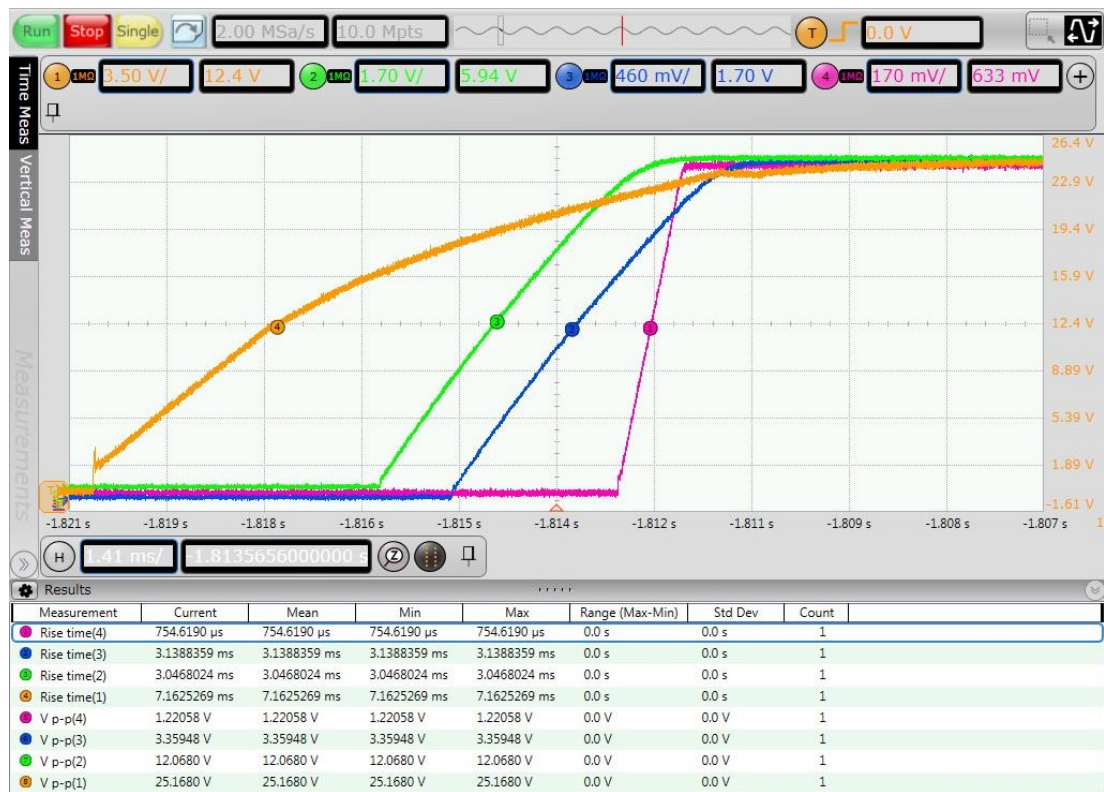 Run Stop Single 2.00 MSa/s 10.0 Mpts T 0.0 V
1 1MΩ 3.50 V/ 12.4 V 2 1MΩ 1.70 V/ 5.94 V 3 1MΩ 460 mV/ 1.70 V 4 1MΩ 170 mV/ 633 mV +
Time Meas
Vertical Meas
Measurements
26.4 V
22.9 V
19.4 V
15.9 V
12.4 V
8.89 V
5.39 V
1.89 V
-1.61 V
4 3 2 1
-1.821 s -1.819 s -1.818 s -1.816 s -1.815 s -1.814 s -1.812 s -1.811 s -1.809 s -1.808 s -1.807 s
H 1.41 ms/ -1.8135656000000 s Z
Results
Measurement Current Mean Min Max Range (Max-Min) Std Dev Count
1 Rise time(4) 754.6190 µs 754.6190 µs 754.6190 µs 754.6190 µs 0.0 s 0.0 s 1
2 Rise time(3) 3.1388359 ms 3.1388359 ms 3.1388359 ms 3.1388359 ms 0.0 s 0.0 s 1
3 Rise time(2) 3.0468024 ms 3.0468024 ms 3.0468024 ms 3.0468024 ms 0.0 s 0.0 s 1
4 Rise time(1) 7.1625269 ms 7.1625269 ms 7.1625269 ms 7.1625269 ms 0.0 s 0.0 s 1
5 V p-p(4) 1.22058 V 1.22058 V 1.22058 V 1.22058 V 0.0 V 0.0 V 1
6 V p-p(3) 3.35948 V 3.35948 V 3.35948 V 3.35948 V 0.0 V 0.0 V 1
7 V p-p(2) 12.0680 V 12.0680 V 12.0680 V 12.0680 V 0.0 V 0.0 V 1
8 V p-p(1) 25.1680 V 25.1680 V 25.1680 V 25.1680 V 0.0 V 0.0 V 1